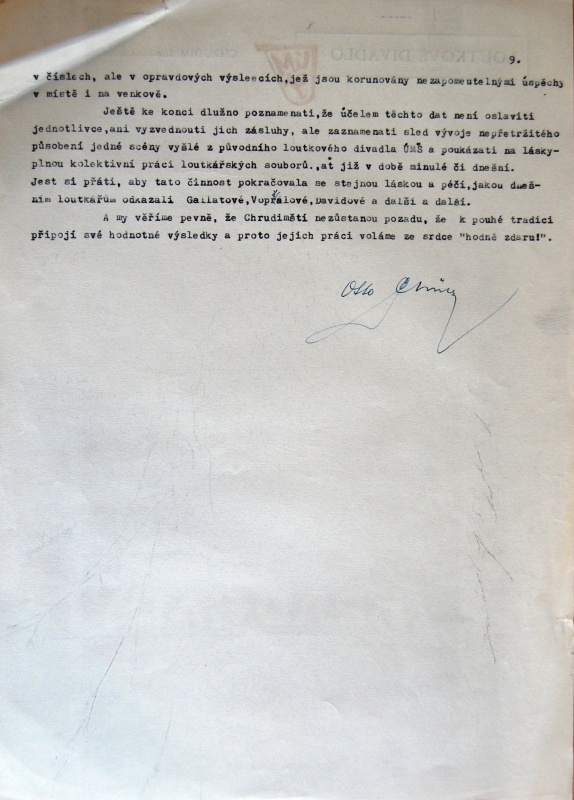 9.
v číslech, ale v opravdových výsleecích,jež jsou korunovány nezapomeutelnými úspěchy
v místě i na venkově.
Ještě ke konci dlužno poznamenati,že účelem těchto dat není oslaviti
jednotlivce,ani vyzvednouti jich zásluhy, ale zaznamenati sled vývoje nepřetržitého
působení jedné scény vyšlé z původního loutkového divadla ÚMŠ a poukázati na lásky-
plnou kolektivní práci loutkářských souborů.,ať již v době minulé či dnešní.
Jest si přáti, aby tato činnost pokračovala se stejnou láskou a péčí,jakou dneš-
ním loutkářům odkázali Gallatové,Vopřálové,Davidové a další a další.
A my věříme pevně, že Chrudimští nezůstanou pozadu, že k pouhé tradici
připojí své hodnotné výsledky a proto jejich práci voláme ze srdce "hodně zdaru!".
Otto